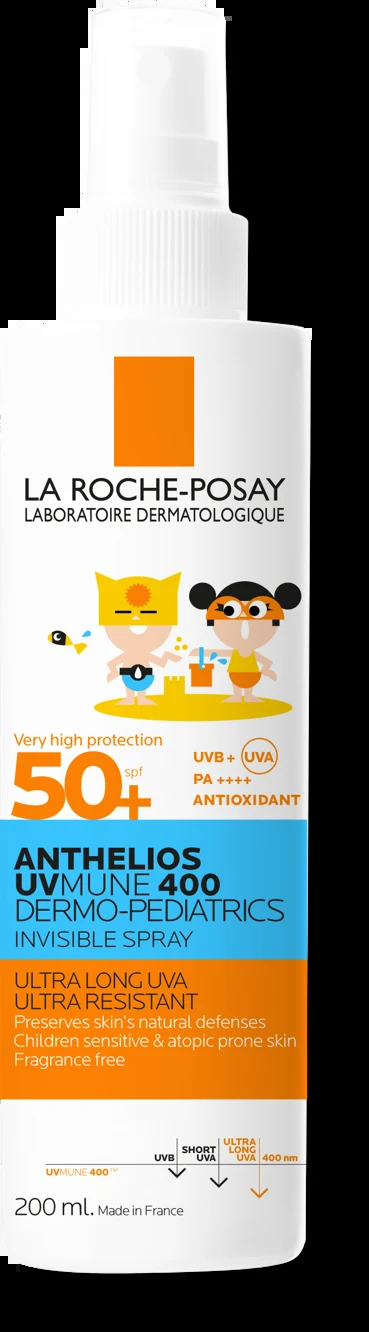 LA ROCHE-POSAY
LABORATOIRE DERMATOLOGIQUE
Very high protection
50+ spf
UVB + UVA
PA ++++
ANTIOXIDANT
ANTHELIOS
UVMUNE 400
DERMO-PEDIATRICS
INVISIBLE SPRAY
ULTRA LONG UVA
ULTRA RESISTANT
Preserves skin's natural defenses
Children sensitive & atopic prone skin
Fragrance free
UVB
SHORT
UVA
ULTRA
LONG
UVA
400 nm
UVMUNE 400™
200 ml. Made in France